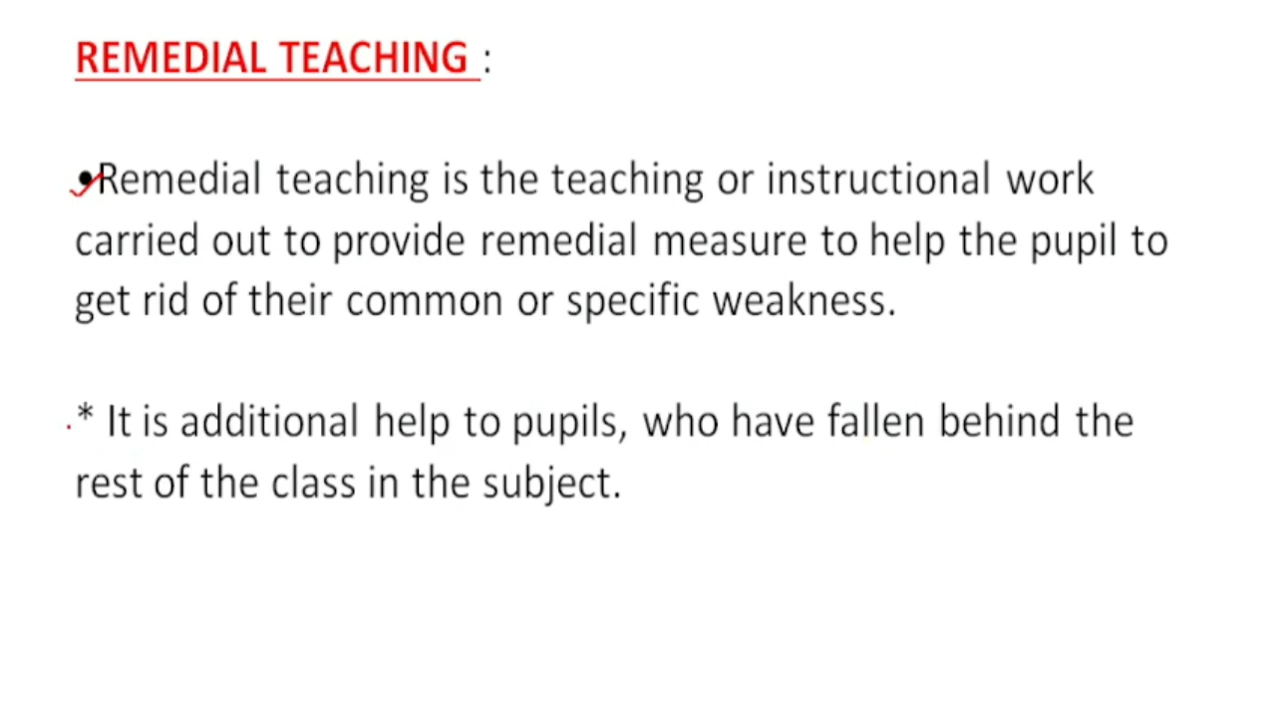 REMEDIAL TEACHING :
•Remedial teaching is the teaching or instructional work
carried out to provide remedial measure to help the pupil to
get rid of their common or specific weakness.
* It is additional help to pupils, who have fallen behind the
rest of the class in the subject.